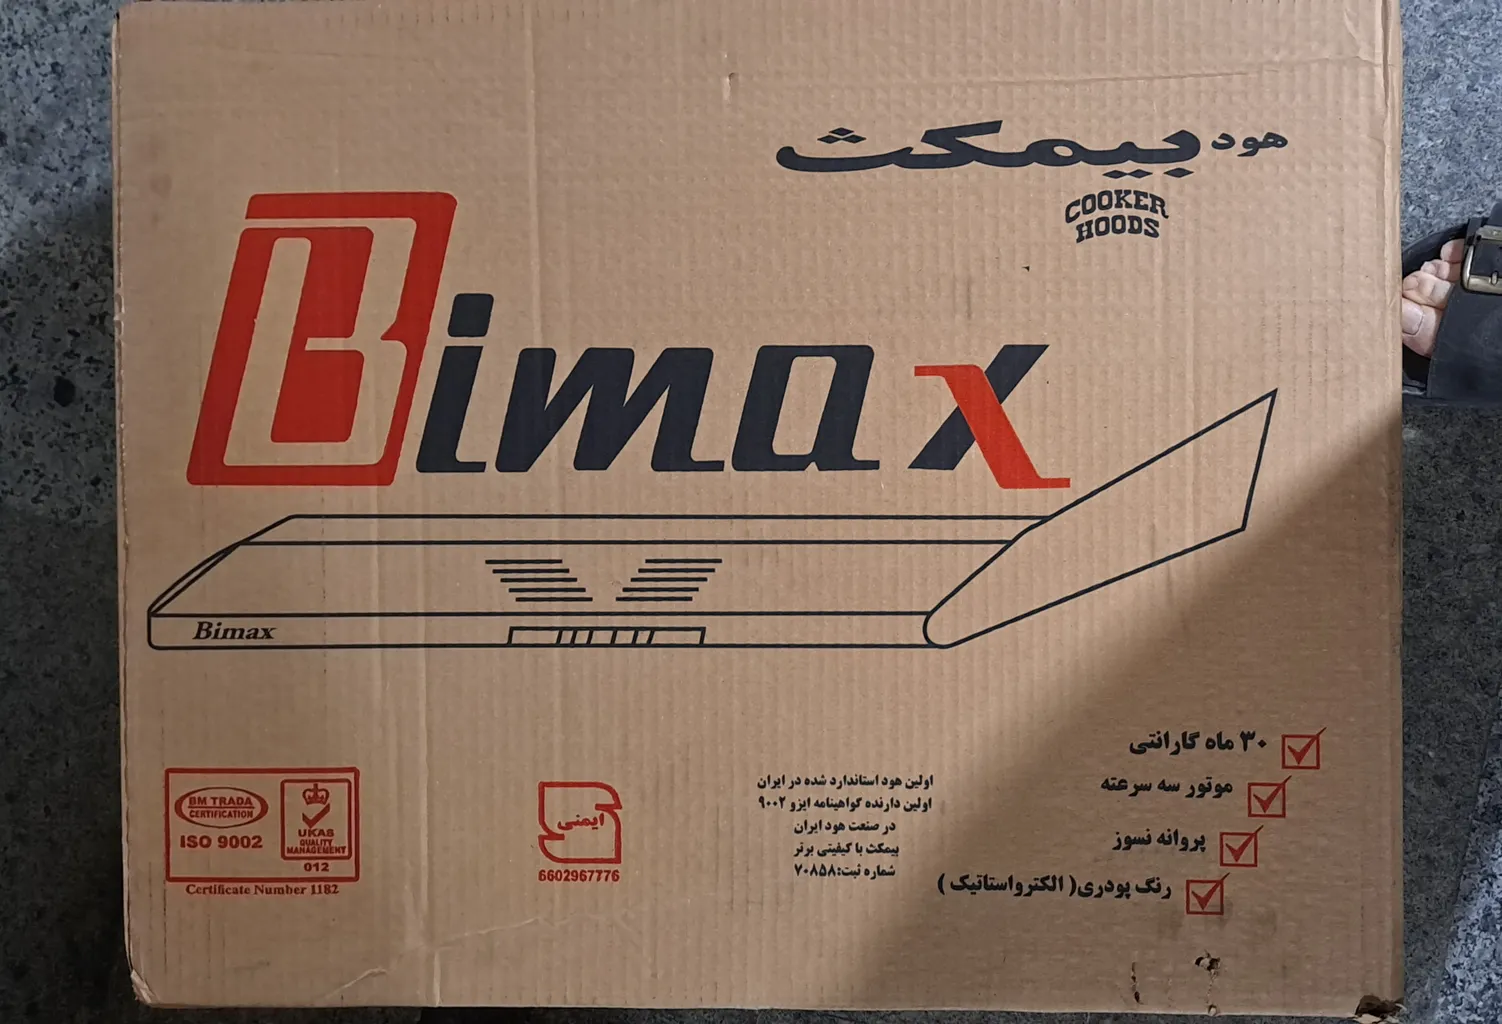 هود بیمکث
COOKER
HOODS
Bimax
Bimax
۳۰ ماه گارانتی
موتور سه سرعته
پروانه نسوز
رنگ پودری( الکترواستاتیک )
اولین هود استاندارد شده در ایران
اولین دارنده گواهینامه ایزو ۹۰۰۲
در صنعت هود ایران
بیمکث با کیفیتی برتر
شماره ثبت:۷۰۸۵۸
ایمنی
6602967776
BM TRADA
CERTIFICATION
ISO 9002
UKAS
QUALITY
MANAGEMENT
012
Certificate Number 1182